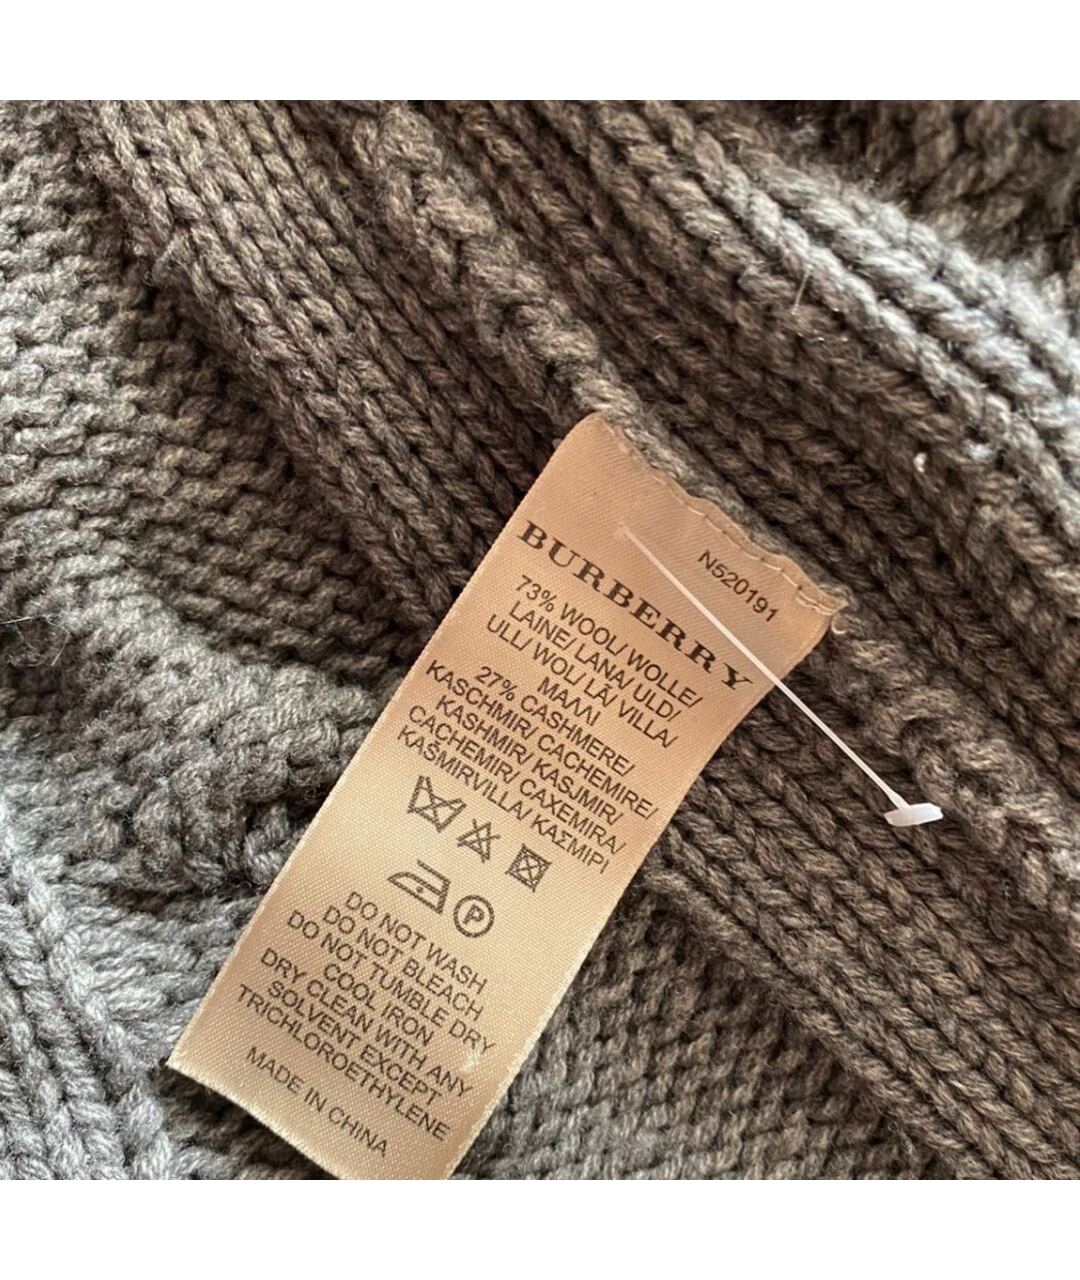 N520191
BURBERRY
73% WOOL/ WOLLE/
LAINE/ LANA/ ULD/
ULL/ WOL/ LÃ/ VILLA/
ΜΑΛΛΙ
27% CASHMERE/
KASCHMIR/ CACHEMIRE/
KASHMIR/ KASJMIR/
CACHEMIR/ CAXEMIRA/
KAŠMIRVILLA/ ΚΑΣΜΙΡΙ
P
DO NOT WASH
DO NOT BLEACH
DO NOT TUMBLE DRY
COOL IRON
DRY CLEAN WITH ANY
SOLVENT EXCEPT
TRICHLOROETHYLENE
MADE IN CHINA